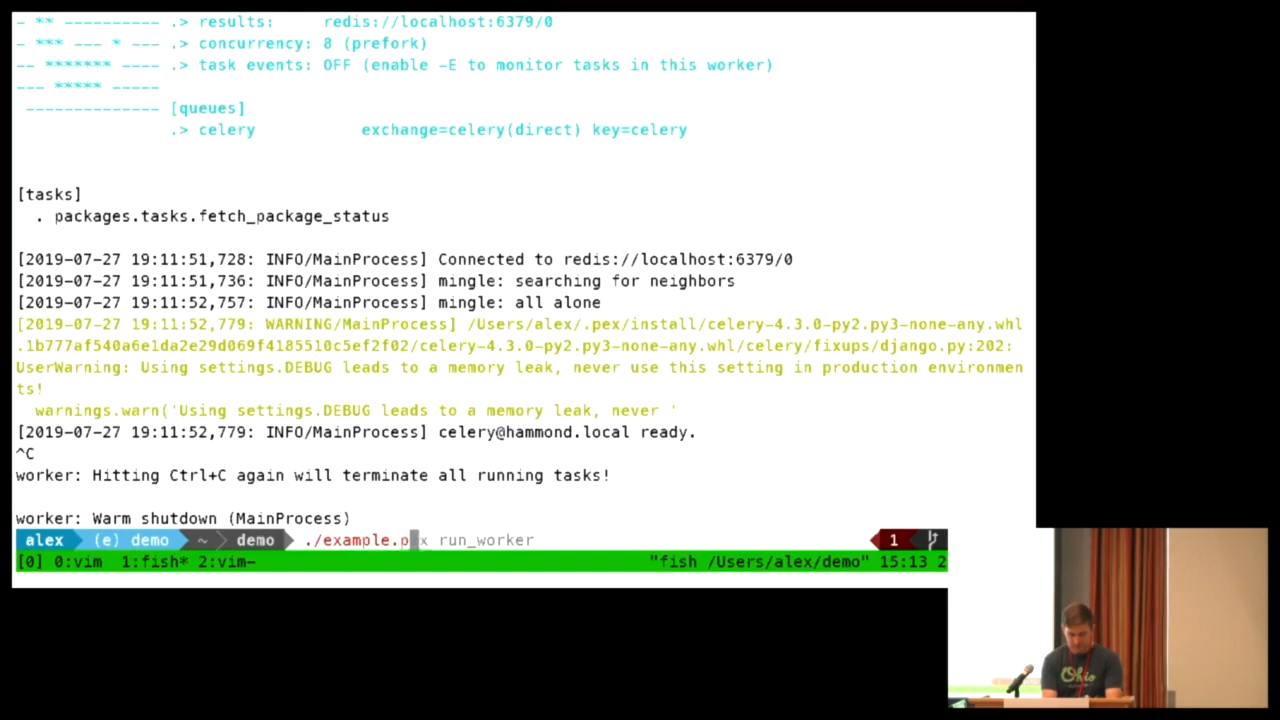 - ** ---------- .> results:     redis://localhost:6379/0
- *** --- * --- .> concurrency: 8 (prefork)
-- ******* ---- .> task events: OFF (enable -E to monitor tasks in this worker)
--- ***** -----
-------------- [queues]
.> celery           exchange=celery(direct) key=celery
[tasks]
. packages.tasks.fetch_package_status
[2019-07-27 19:11:51,728: INFO/MainProcess] Connected to redis://localhost:6379/0
[2019-07-27 19:11:51,736: INFO/MainProcess] mingle: searching for neighbors
[2019-07-27 19:11:52,757: INFO/MainProcess] mingle: all alone
[2019-07-27 19:11:52,779: WARNING/MainProcess] /Users/alex/.pex/install/celery-4.3.0-py2.py3-none-any.whl
.1b777af540a6e1da2e29d069f4185510c5ef2f02/celery-4.3.0-py2.py3-none-any.whl/celery/fixups/django.py:202:
UserWarning: Using settings.DEBUG leads to a memory leak, never use this setting in production environmen
ts!
warnings.warn('Using settings.DEBUG leads to a memory leak, never '
[2019-07-27 19:11:52,779: INFO/MainProcess] celery@hammond.local ready.
^C
worker: Hitting Ctrl+C again will terminate all running tasks!
worker: Warm shutdown (MainProcess)
alex (e) demo ~ demo ./example.pex run_worker 1
[0] 0:vim 1:fish* 2:vim- "fish /Users/alex/demo" 15:13 2
Ohio